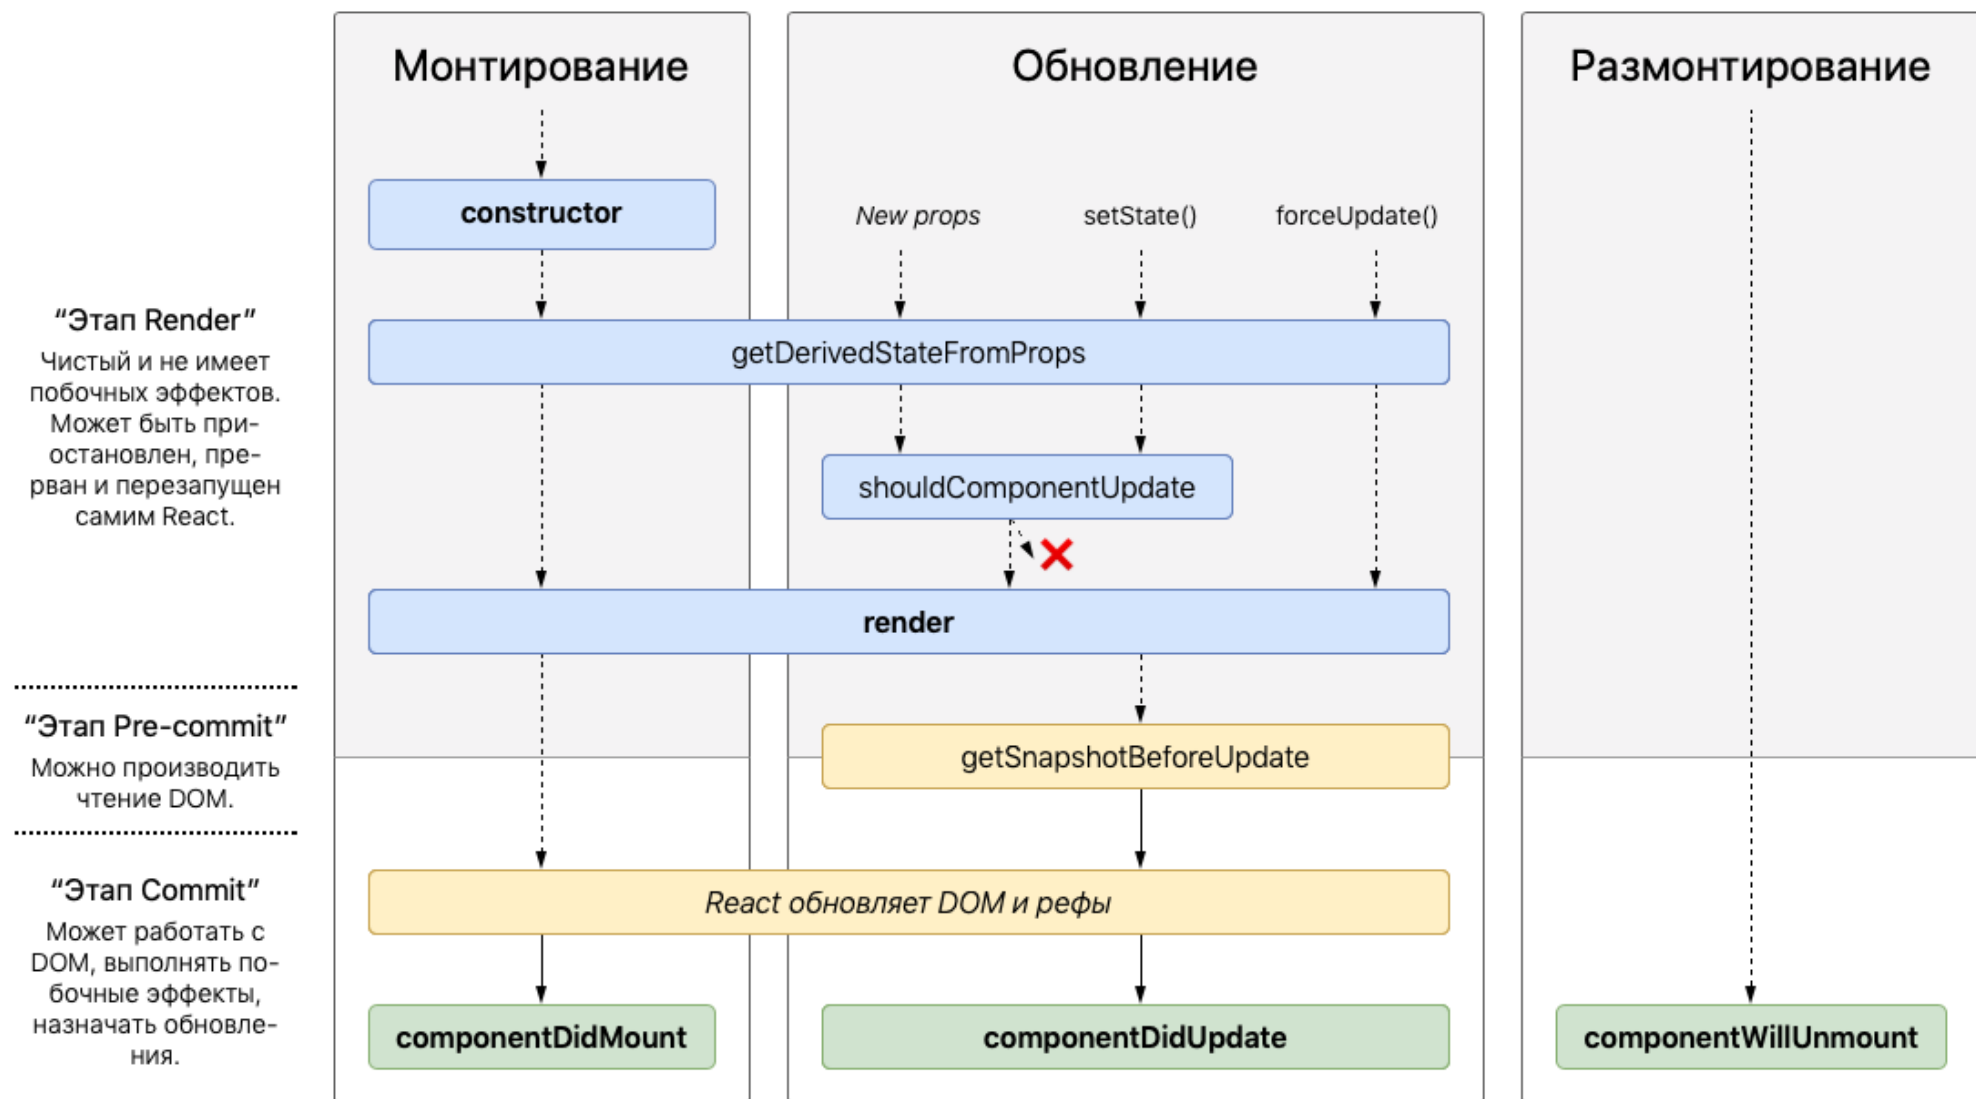 Монтирование
Обновление
Размонтирование
constructor
New props
setState()
forceUpdate()
“Этап Render”
Чистый и не имеет
побочных эффектов.
Может быть при-
остановлен, пре-
рван и перезапущен
самим React.
getDerivedStateFromProps
shouldComponentUpdate
render
“Этап Pre-commit”
Можно производить
чтение DOM.
getSnapshotBeforeUpdate
“Этап Commit”
Может работать с
DOM, выполнять по-
бочные эффекты,
назначать обновле-
ния.
React обновляет DOM и рефы
componentDidMount
componentDidUpdate
componentWillUnmount